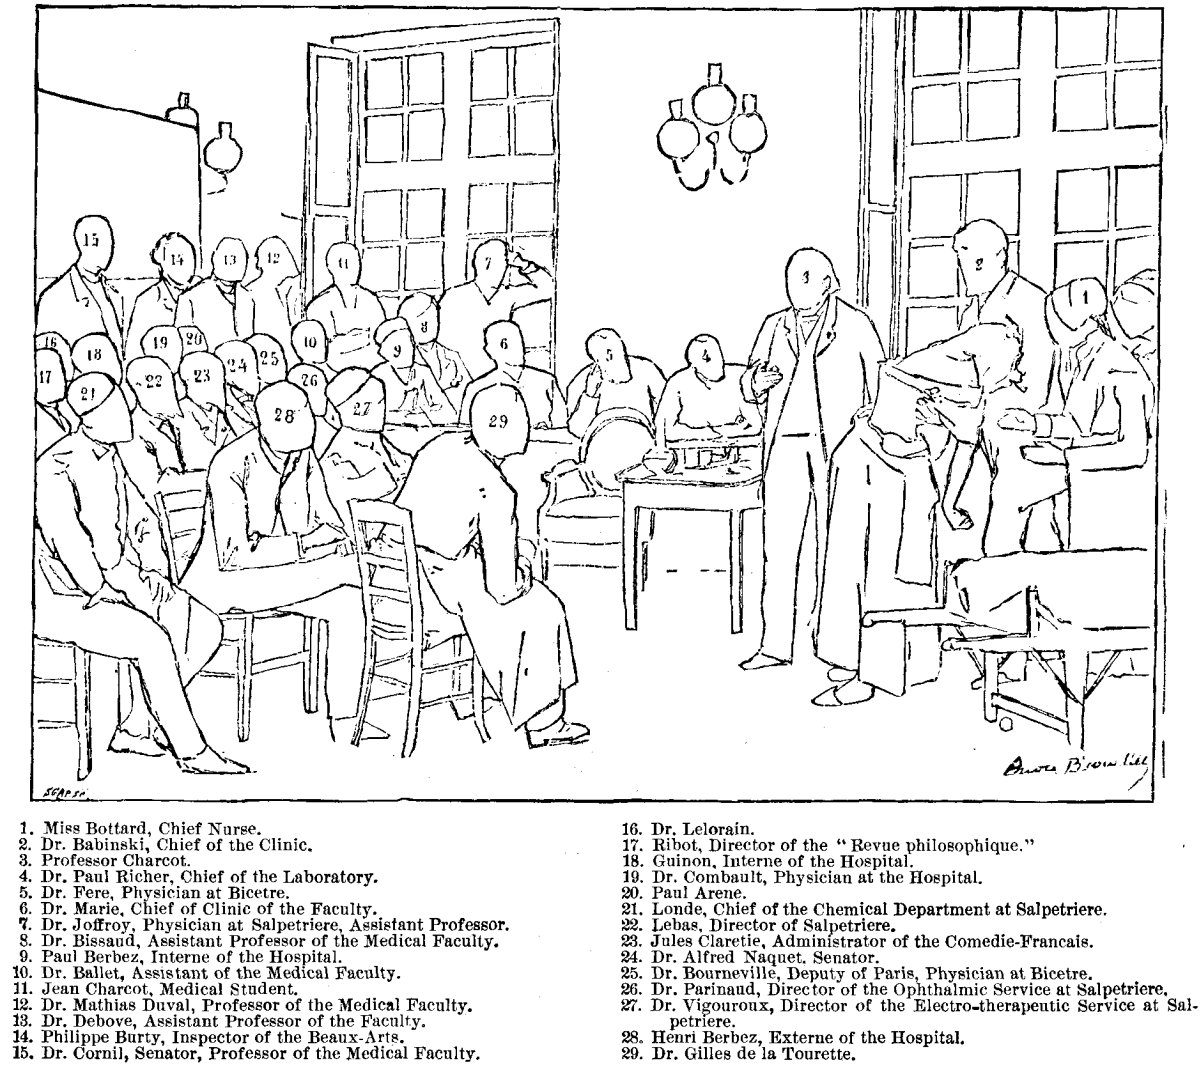 15
14
13
12
11
7
2
3
1
8
16
18
19
20
10
9
6
5
4
17
24
25
21
22
23
26
27
28
29
1. Miss Bottard, Chief Nurse.
2. Dr. Babinski, Chief of the Clinic.
3. Professor Charcot.
4. Dr. Paul Richer, Chief of the Laboratory.
5. Dr. Fere, Physician at Bicetre.
6. Dr. Marie, Chief of Clinic of the Faculty.
7. Dr. Joffroy, Physician at Salpetriere, Assistant Professor.
8. Dr. Bissaud, Assistant Professor of the Medical Faculty.
9. Paul Berbez, Interne of the Hospital.
10. Dr. Ballet, Assistant of the Medical Faculty.
11. Jean Charcot, Medical Student.
12. Dr. Mathias Duval, Professor of the Medical Faculty.
13. Dr. Debove, Assistant Professor of the Faculty.
14. Philippe Burty, Inspector of the Beaux-Arts.
15. Dr. Cornil, Senator, Professor of the Medical Faculty.
16. Dr. Lelorain.
17. Ribot, Director of the "Revue philosophique."
18. Guinon, Interne of the Hospital.
19. Dr. Combault, Physician at the Hospital.
20. Paul Arene.
21. Londe, Chief of the Chemical Department at Salpetriere.
22. Lebas, Director of Salpetriere.
23. Jules Claretie, Administrator of the Comedie-Francais.
24. Dr. Alfred Naquet, Senator.
25. Dr. Bourneville, Deputy of Paris, Physician at Bicetre.
26. Dr. Parinaud, Director of the Ophthalmic Service at Salpetriere.
27. Dr. Vigouroux, Director of the Electro-therapeutic Service at Sal-
petriere.
28. Henri Berbez, Externe of the Hospital.
29. Dr. Gilles de la Tourette.